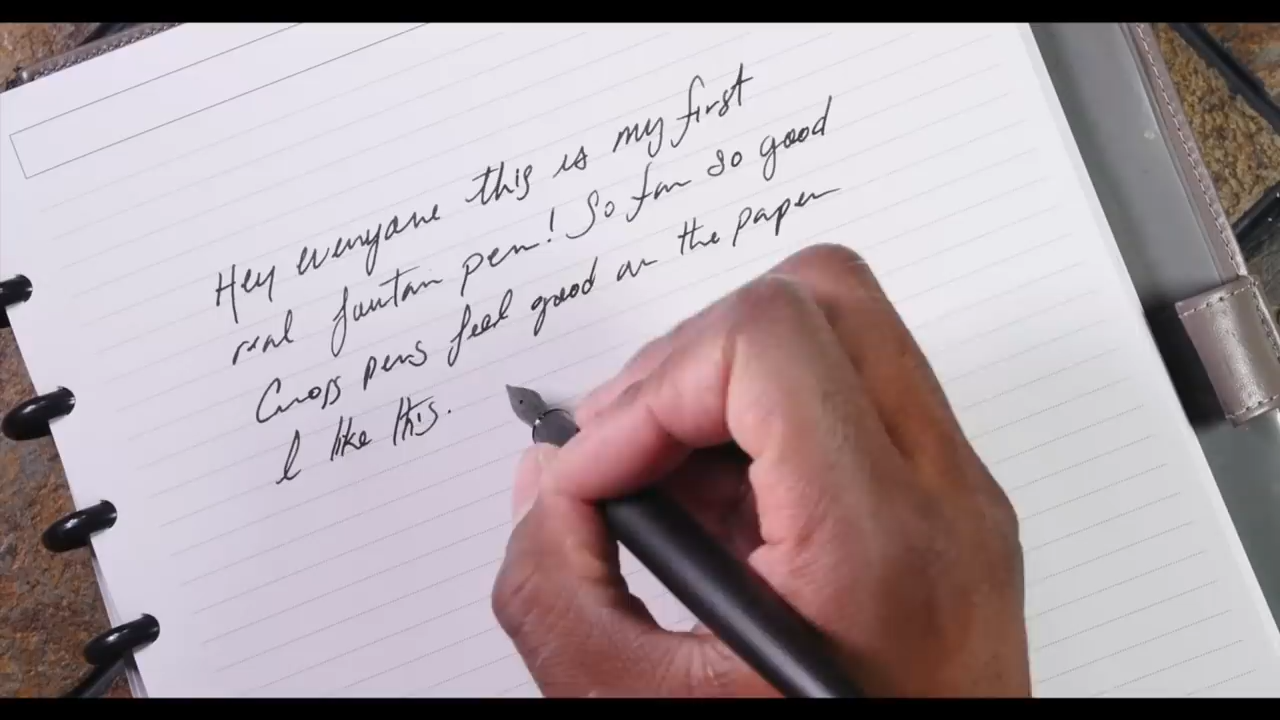 Hey everyone this is my first
real fountain pen! So far so good
Cross pens feel good on the paper
I like this.